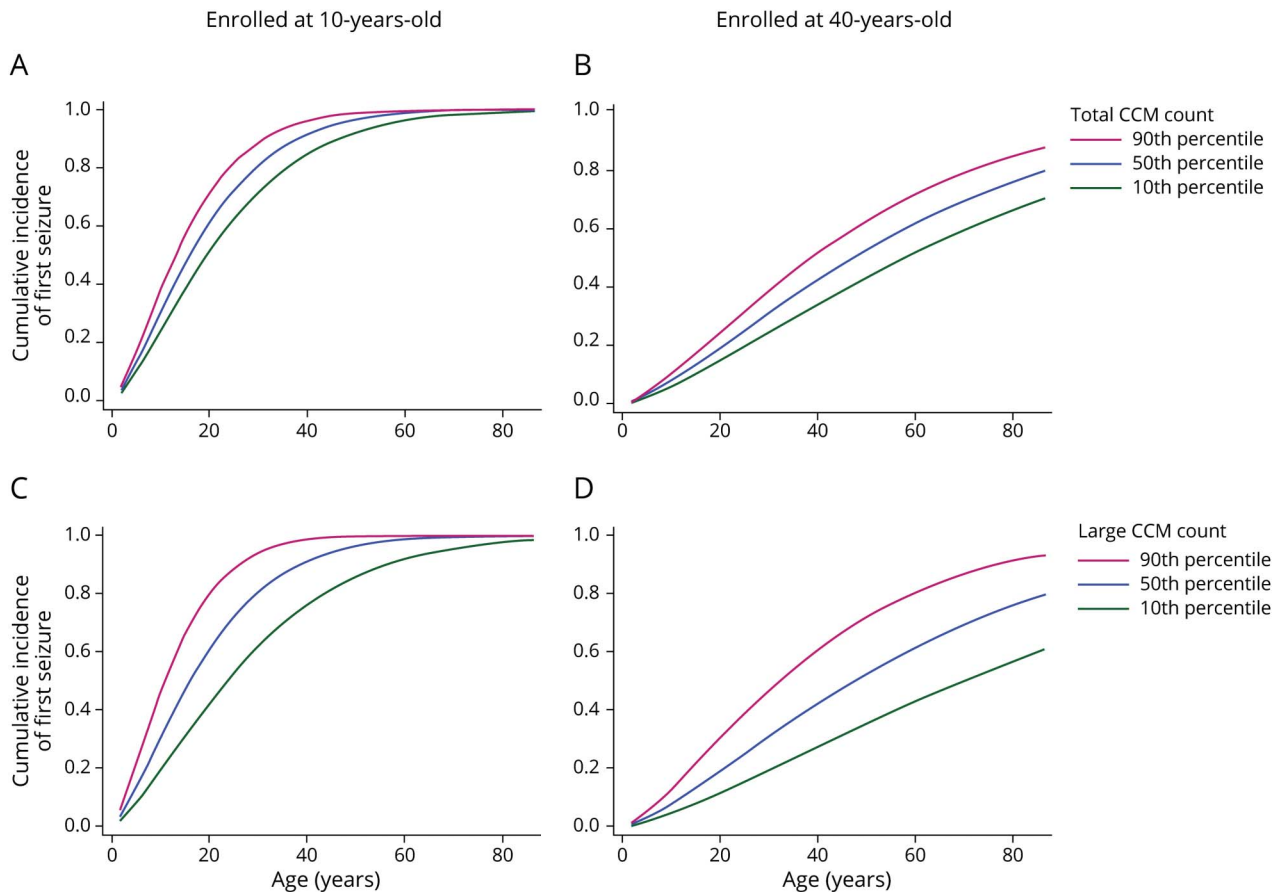 Enrolled at 10-years-old
Enrolled at 40-years-old
A
Cumulative incidence
of first seizure
1.0
0.8
0.6
0.4
0.2
0.0
0 20 40 60 80
B
1.0
0.8
0.6
0.4
0.2
0.0
0 20 40 60 80
Total CCM count
90th percentile
50th percentile
10th percentile
C
Cumulative incidence
of first seizure
1.0
0.8
0.6
0.4
0.2
0.0
0 20 40 60 80
Age (years)
D
1.0
0.8
0.6
0.4
0.2
0.0
0 20 40 60 80
Age (years)
Large CCM count
90th percentile
50th percentile
10th percentile